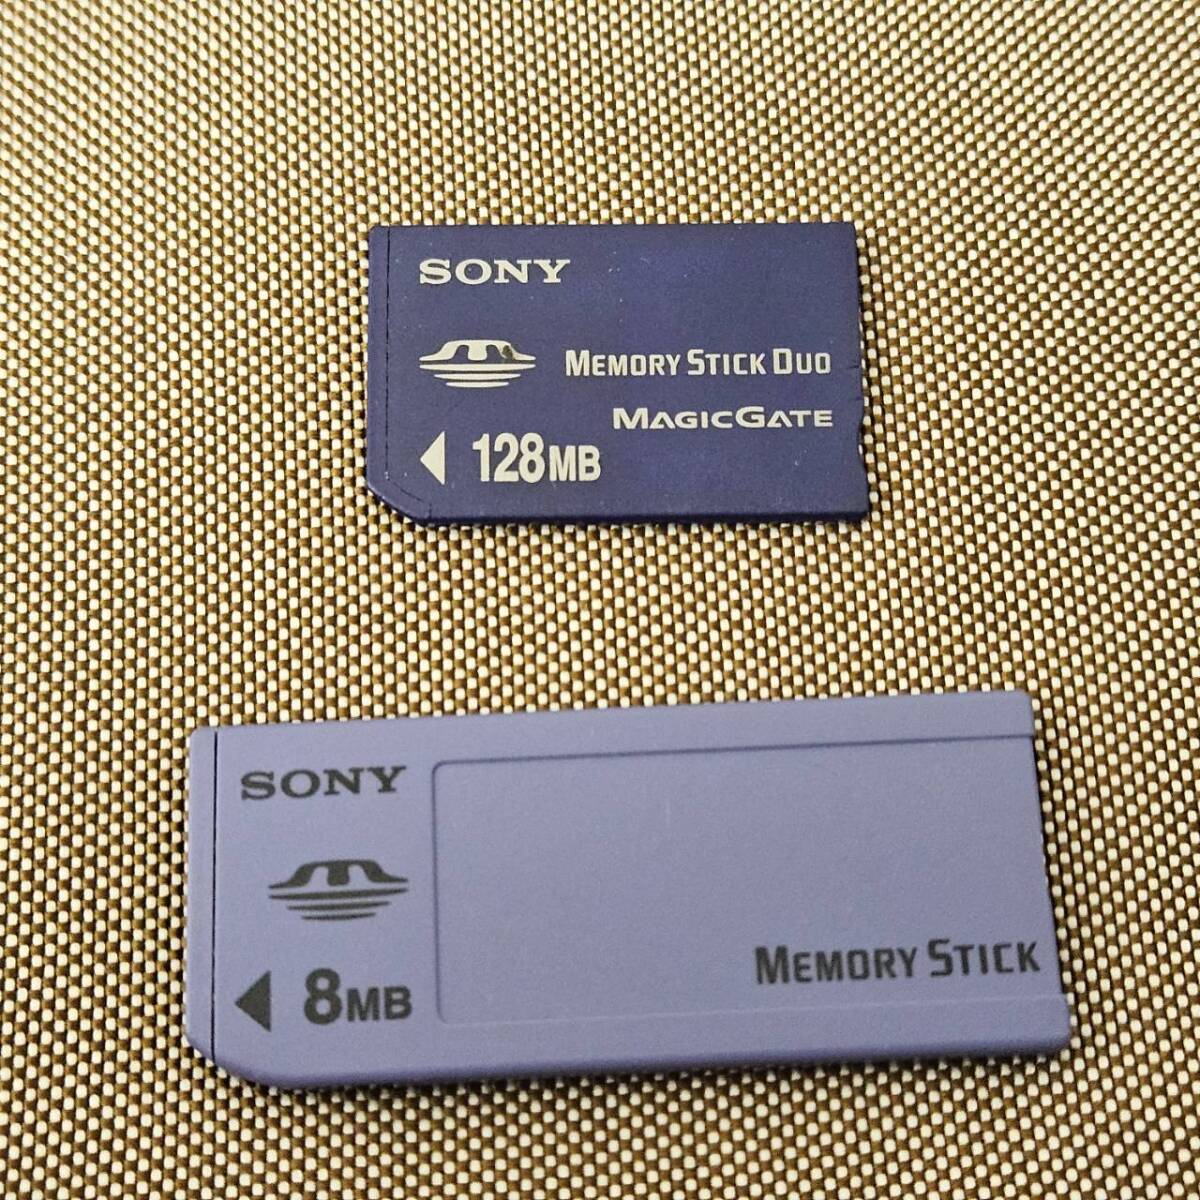 SONY
MEMORY STICK DUO
MAGICGATE
128MB
SONY
8MB
MEMORY STICK